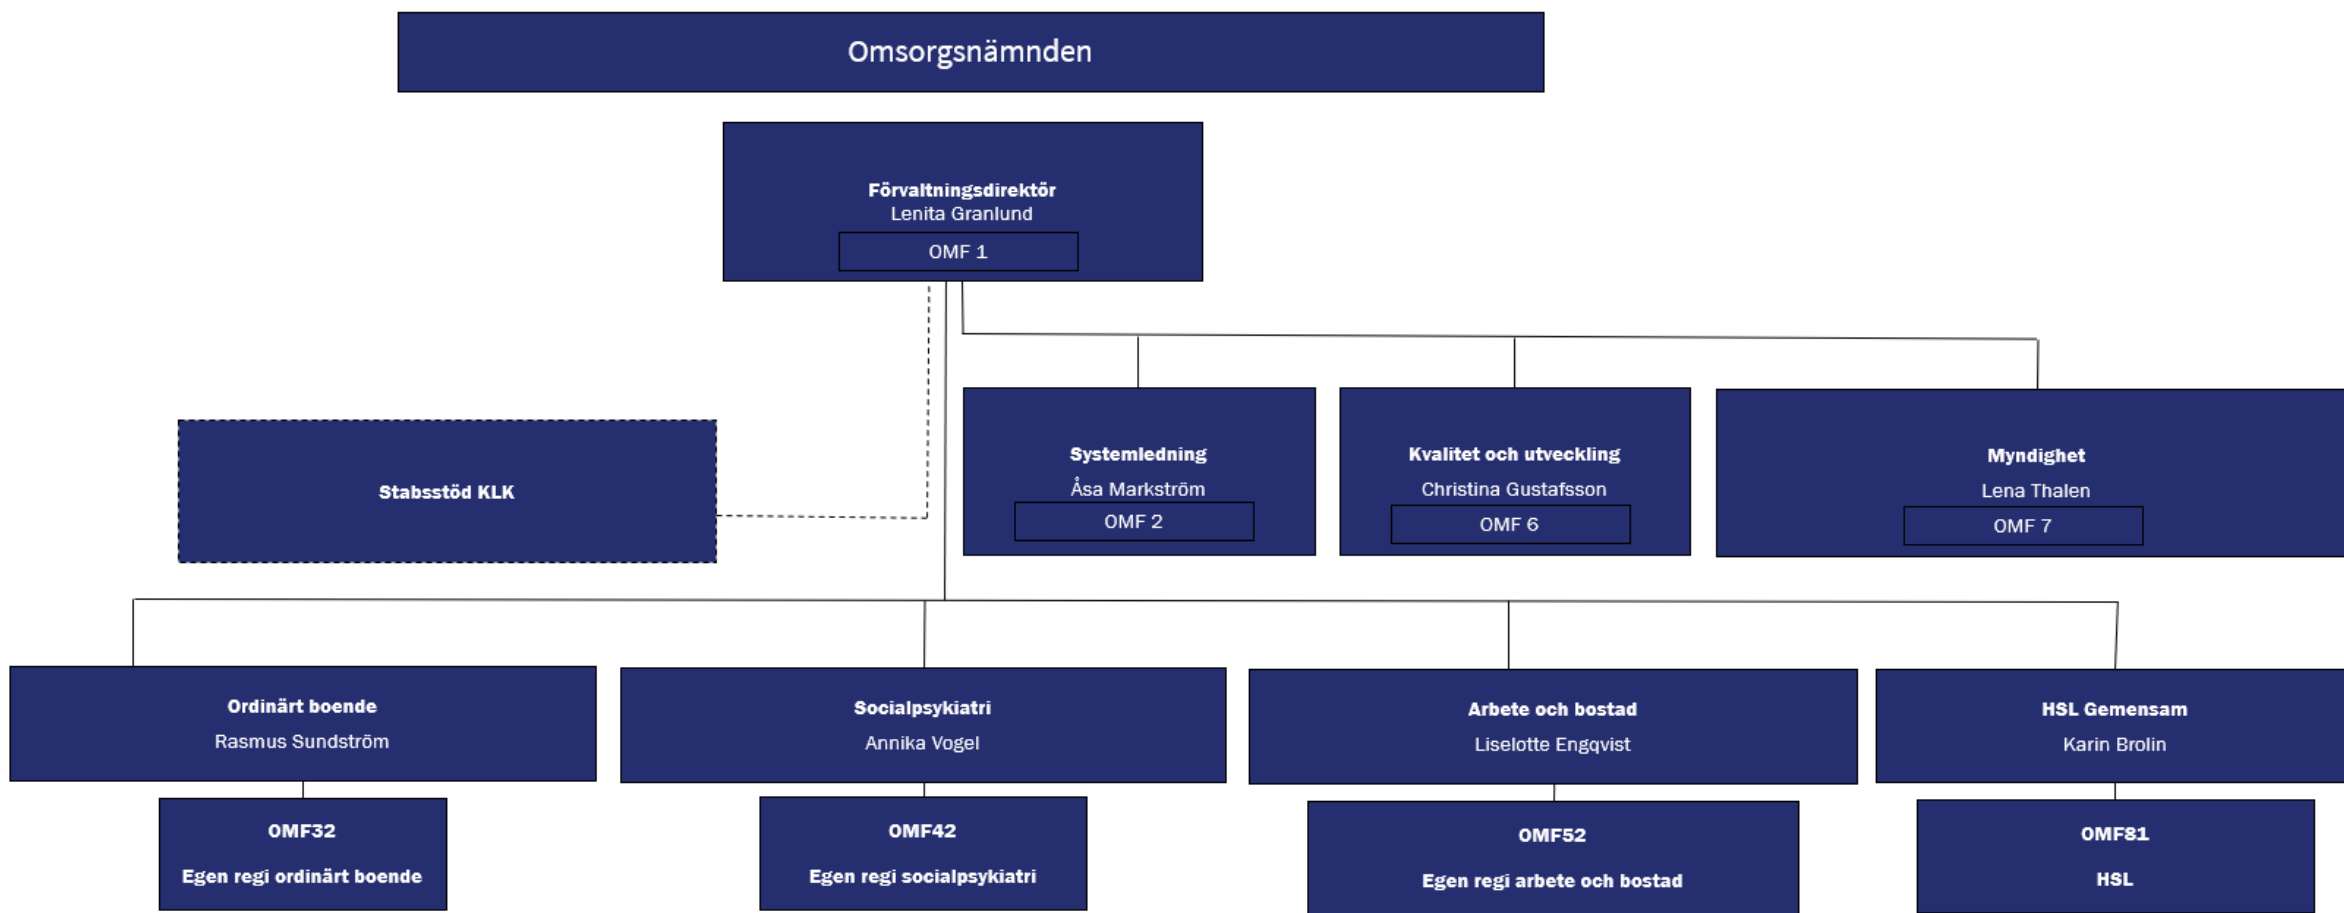 Omsorgsnämnden
Förvaltningsdirektör
Lenita Granlund
OMF 1
Stabsstöd KLK
Systemledning
Åsa Markström
OMF 2
Kvalitet och utveckling
Christina Gustafsson
OMF 6
Myndighet
Lena Thalen
OMF 7
Ordinärt boende
Rasmus Sundström
Socialpsykiatri
Annika Vogel
Arbete och bostad
Liselotte Engqvist
HSL Gemensam
Karin Brolin
OMF32
Egen regi ordinärt boende
OMF42
Egen regi socialpsykiatri
OMF52
Egen regi arbete och bostad
OMF81
HSL